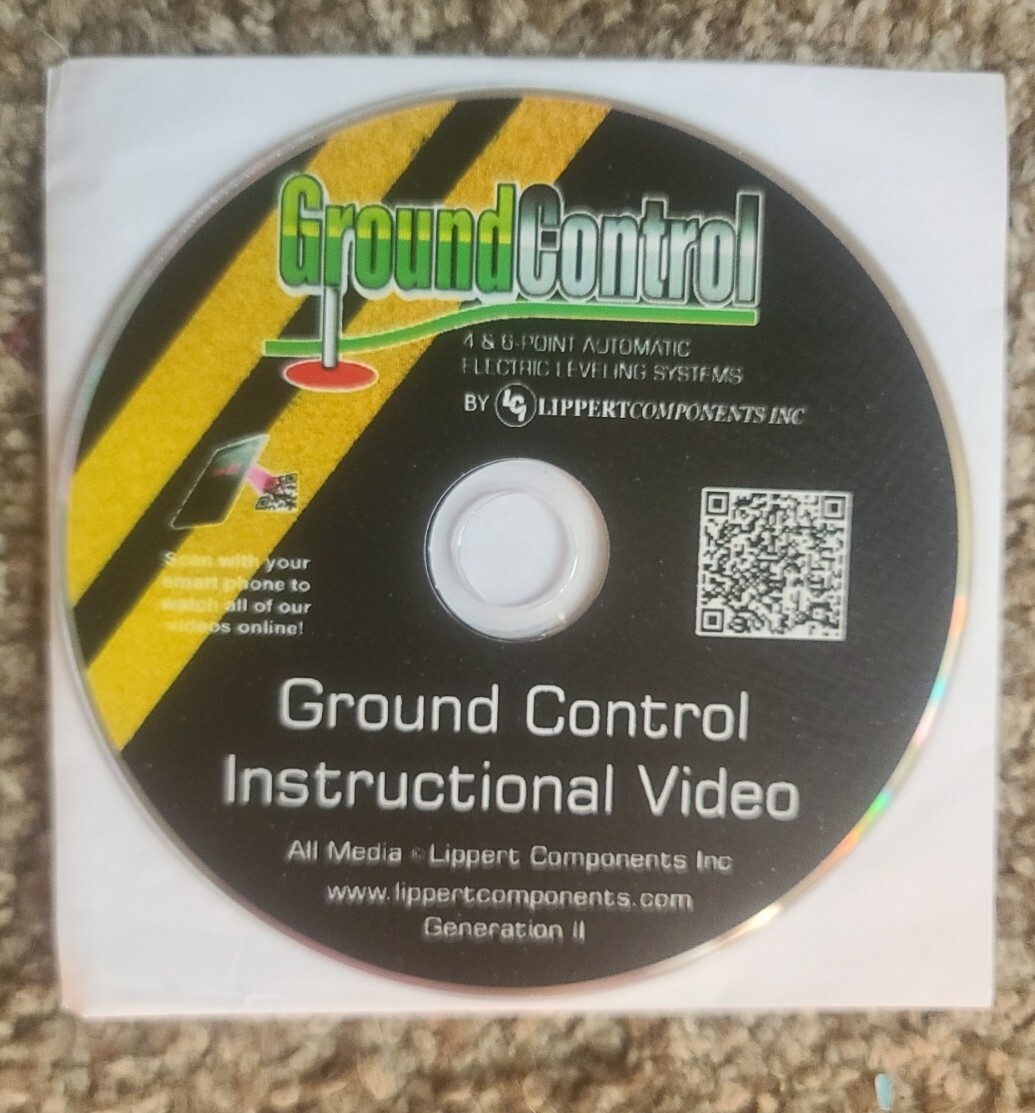 GroundControl
4 & 6-POINT AUTOMATIC
ELECTRIC LEVELING SYSTEMS
BY LCI LIPPERTCOMPONENTS INC
Scan with your
smart phone to
watch all of our
videos online!
Ground Control
Instructional Video
All Media © Lippert Components Inc
www.lippertcomponents.com
Generation II